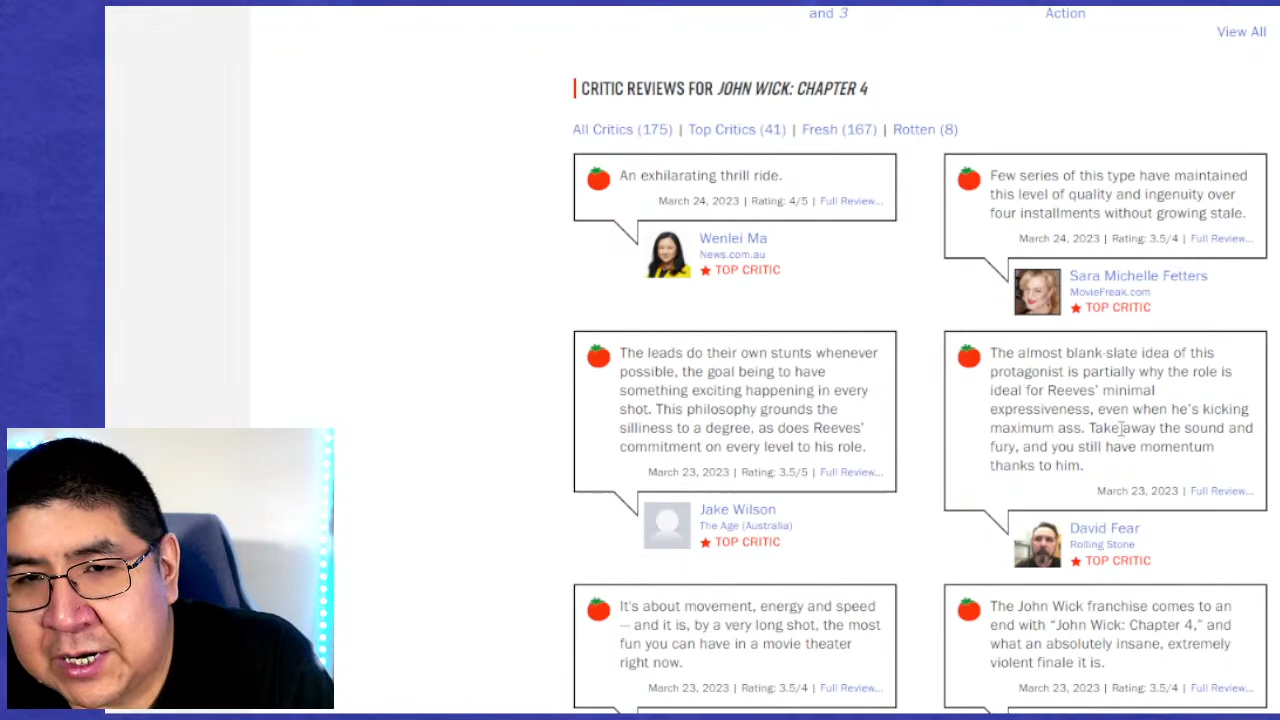 and 3
Action
View All
CRITIC REVIEWS FOR JOHN WICK: CHAPTER 4
All Critics (175) | Top Critics (41) | Fresh (167) | Rotten (8)
An exhilarating thrill ride.
March 24, 2023 | Rating: 4/5 | Full Review...
Wenlei Ma
News.com.au
TOP CRITIC
Few series of this type have maintained
this level of quality and ingenuity over
four installments without growing stale.
March 24, 2023 | Rating: 3.5/4 | Full Review...
Sara Michelle Fetters
MovieFreak.com
TOP CRITIC
The leads do their own stunts whenever
possible, the goal being to have
something exciting happening in every
shot. This philosophy grounds the
silliness to a degree, as does Reeves'
commitment on every level to his role.
March 23, 2023 | Rating: 3.5/5 | Full Review...
Jake Wilson
The Age (Australia)
TOP CRITIC
The almost blank-slate idea of this
protagonist is partially why the role is
ideal for Reeves' minimal
expressiveness, even when he's kicking
maximum ass. Take away the sound and
fury, and you still have momentum
thanks to him.
March 23, 2023 | Full Review...
David Fear
Rolling Stone
TOP CRITIC
It's about movement, energy and speed
— and it is, by a very long shot, the most
fun you can have in a movie theater
right now.
March 23, 2023 | Rating: 3.5/4 | Full Review...
The John Wick franchise comes to an
end with “John Wick: Chapter 4,” and
what an absolutely insane, extremely
violent finale it is.
March 23, 2023 | Rating: 3.5/4 | Full Review...